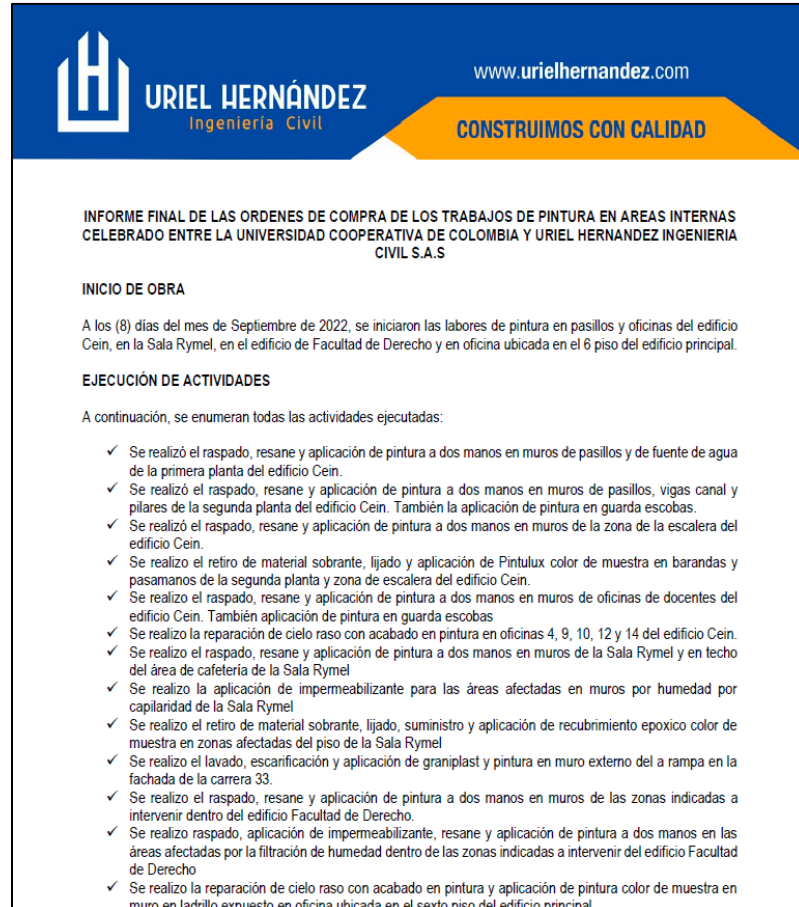 www.urielhernandez.com
URIEL HERNÁNDEZ
Ingeniería Civil
CONSTRUIMOS CON CALIDAD
INFORME FINAL DE LAS ORDENES DE COMPRA DE LOS TRABAJOS DE PINTURA EN AREAS INTERNAS
CELEBRADO ENTRE LA UNIVERSIDAD COOPERATIVA DE COLOMBIA Y URIEL HERNANDEZ INGENIERIA
CIVIL S.A.S
INICIO DE OBRA
A los (8) días del mes de Septiembre de 2022, se iniciaron las labores de pintura en pasillos y oficinas del edificio
Cein, en la Sala Rymel, en el edificio de Facultad de Derecho y en oficina ubicada en el 6 piso del edificio principal.
EJECUCIÓN DE ACTIVIDADES
A continuación, se enumeran todas las actividades ejecutadas:
✓ Se realizó el raspado, resane y aplicación de pintura a dos manos en muros de pasillos y de fuente de agua
de la primera planta del edificio Cein.
✓ Se realizó el raspado, resane y aplicación de pintura a dos manos en muros de pasillos, vigas canal y
pilares de la segunda planta del edificio Cein. También la aplicación de pintura en guarda escobas.
✓ Se realizó el raspado, resane y aplicación de pintura a dos manos en muros de la zona de la escalera del
edificio Cein.
✓ Se realizo el retiro de material sobrante, lijado y aplicación de Pintulux color de muestra en barandas y
pasamanos de la segunda planta y zona de escalera del edificio Cein.
✓ Se realizo el raspado, resane y aplicación de pintura a dos manos en muros de oficinas de docentes del
edificio Cein. También aplicación de pintura en guarda escobas
✓ Se realizo la reparación de cielo raso con acabado en pintura en oficinas 4, 9, 10, 12 y 14 del edificio Cein.
✓ Se realizo el raspado, resane y aplicación de pintura a dos manos en muros de la Sala Rymel y en techo
del área de cafetería de la Sala Rymel
✓ Se realizo la aplicación de impermeabilizante para las áreas afectadas en muros por humedad por
capilaridad de la Sala Rymel
✓ Se realizo el retiro de material sobrante, lijado, suministro y aplicación de recubrimiento epoxico color de
muestra en zonas afectadas del piso de la Sala Rymel
✓ Se realizo el lavado, escarificación y aplicación de graniplast y pintura en muro externo del a rampa en la
fachada de la carrera 33.
✓ Se realizo el raspado, resane y aplicación de pintura a dos manos en muros de las zonas indicadas a
intervenir dentro del edificio Facultad de Derecho.
✓ Se realizo raspado, aplicación de impermeabilizante, resane y aplicación de pintura a dos manos en las
áreas afectadas por la filtración de humedad dentro de las zonas indicadas a intervenir del edificio Facultad
de Derecho
✓ Se realizo la reparación de cielo raso con acabado en pintura y aplicación de pintura color de muestra en
muro en ladrillo expuesto en oficina ubicada en el sexto piso del edificio principal